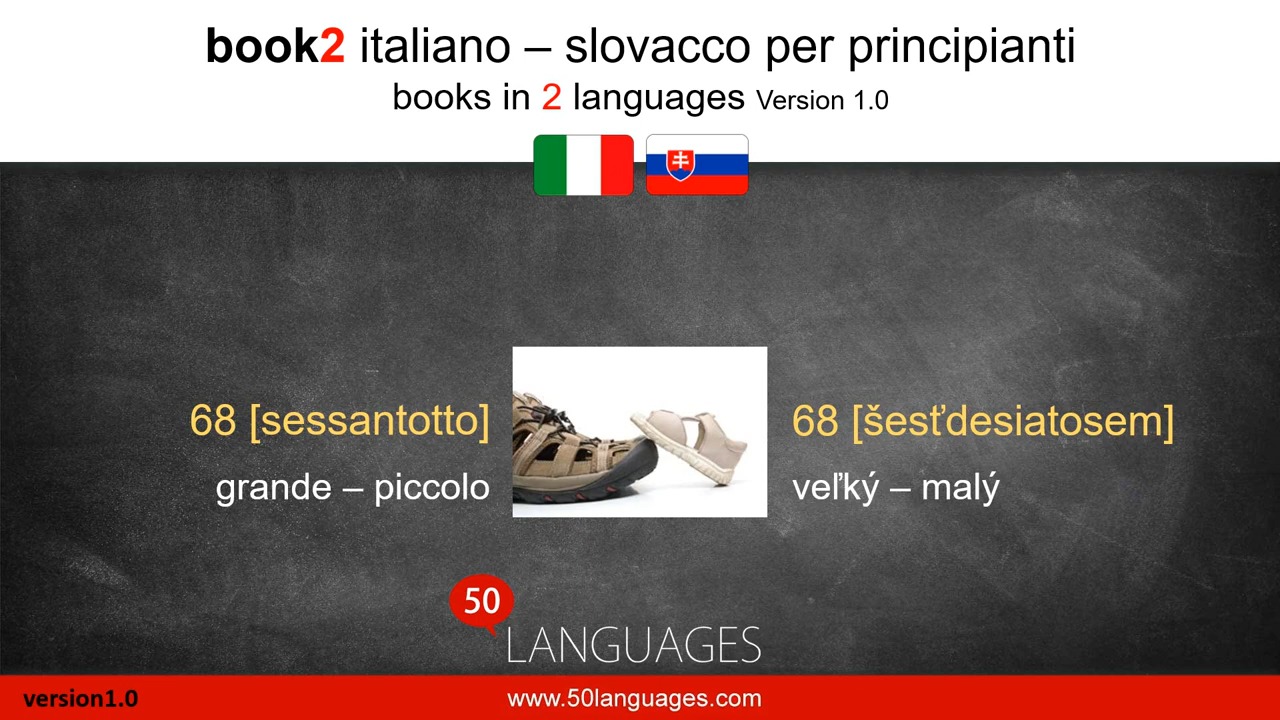 book2 italiano – slovacco per principianti
books in 2 languages Version 1.0
68 [sessantotto]
grande – piccolo
68 [šesťdesiatosem]
veľký – malý
50
LANGUAGES
version1.0
www.50languages.com